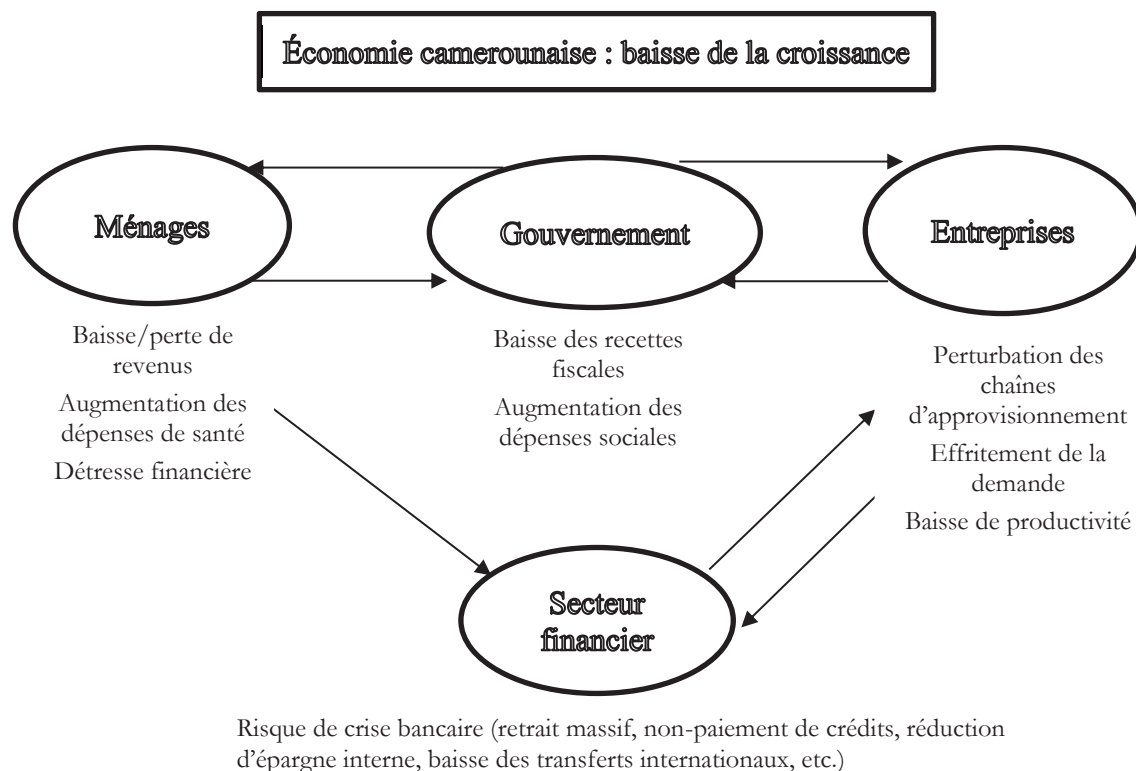 Économie camerounaise : baisse de la croissance
Ménages
Gouvernement
Entreprises
Baisse/perte de
revenus
Augmentation des
dépenses de santé
Détresse financière
Baisse des recettes
fiscales
Augmentation des
dépenses sociales
Perturbation des
chaînes
d’approvisionnement
Effritement de la
demande
Baisse de productivité
Secteur
financier
Risque de crise bancaire (retrait massif, non-paiement de crédits, réduction
d’épargne interne, baisse des transferts internationaux, etc.)